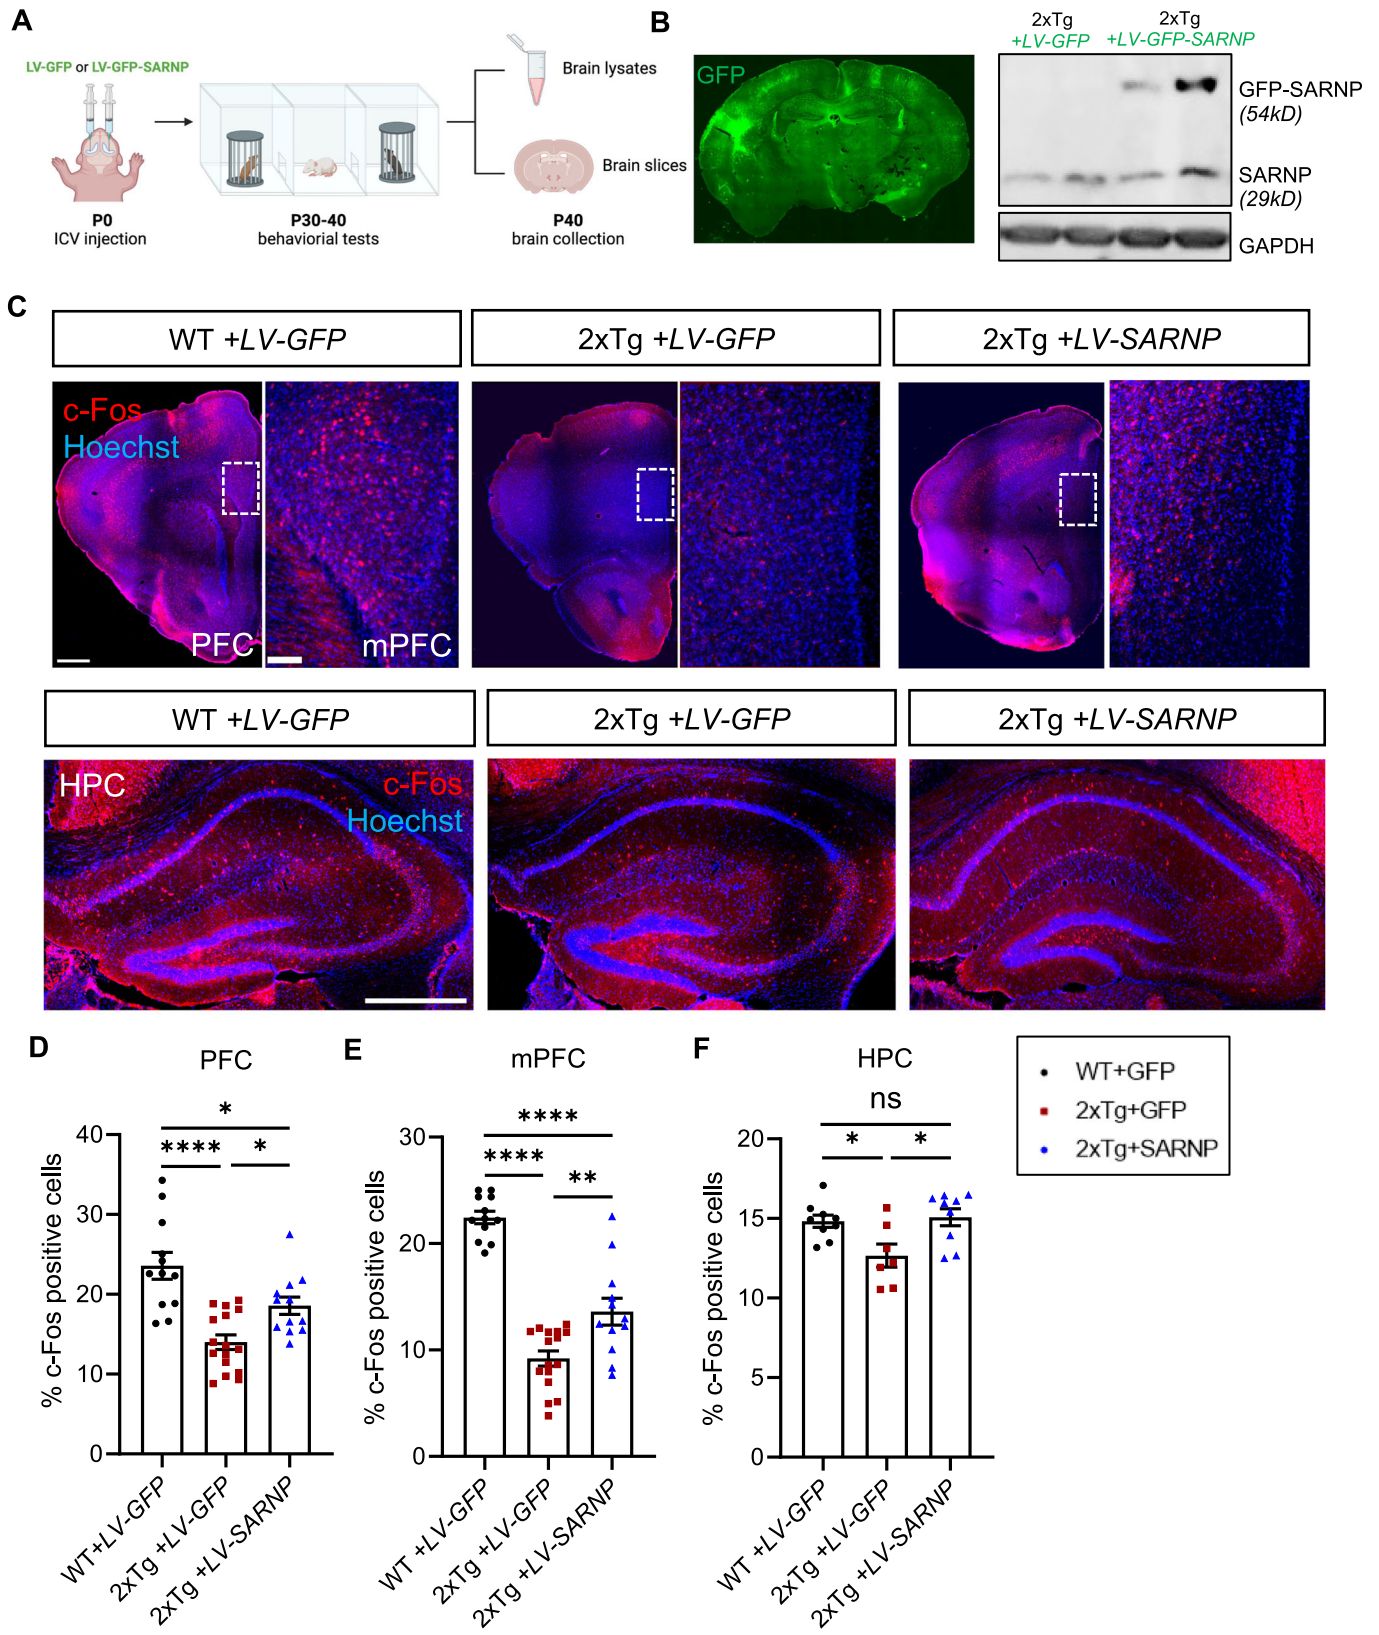 A
LV-GFP or LV-GFP-SARNP
P0
ICV injection
P30-40
behaviorial tests
Brain lysates
Brain slices
P40
brain collection
B
GFP
2xTg
+LV-GFP
2xTg
+LV-GFP-SARNP
GFP-SARNP
(54kD)
SARNP
(29kD)
GAPDH
C
WT +LV-GFP
2xTg +LV-GFP
2xTg +LV-SARNP
c-Fos
Hoechst
PFC
mPFC
WT +LV-GFP
2xTg +LV-GFP
2xTg +LV-SARNP
HPC
c-Fos
Hoechst
D
PFC
*
**** *
% c-Fos positive cells
40
30
20
10
0
WT+LV-GFP
2xTg +LV-GFP
2xTg +LV-SARNP
E
mPFC
****
****
**
% c-Fos positive cells
30
20
10
0
WT +LV-GFP
2xTg +LV-GFP
2xTg +LV-SARNP
F
HPC
ns
* *
% c-Fos positive cells
20
15
10
5
0
WT +LV-GFP
2xTg +LV-GFP
2xTg +LV-SARNP
WT+GFP
2xTg+GFP
2xTg+SARNP